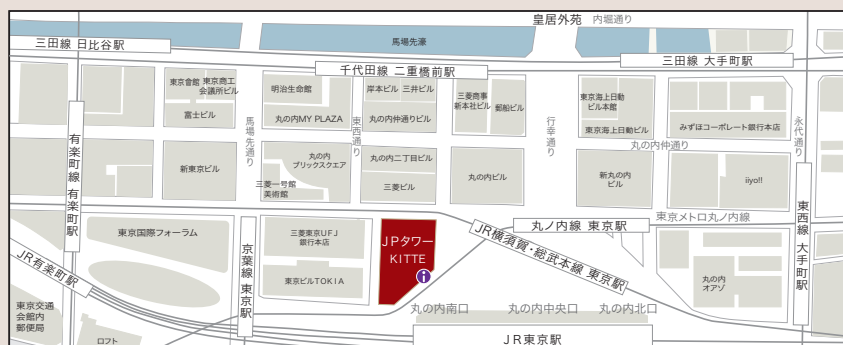 皇居外苑
内堀通り
三田線 日比谷駅
馬場先濠
三田線 大手町駅
千代田線 二重橋前駅
東京會館
東京商工
会議所ビル
富士ビル
明治生命館
丸の内MY PLAZA
岸本ビル
三井ビル
丸の内仲通りビル
三菱商事
新本社ビル
郵船ビル
東京海上日動
ビル本館
東京海上日動ビル
みずほコーポレート銀行本店
有楽町線 有楽町駅
馬場先通り
東西通り
行幸通り
永代通り
丸の内仲通り
新東京ビル
丸の内
ブリックスクエア
三菱一号館
美術館
丸の内二丁目ビル
三菱ビル
丸の内ビル
新丸の内
ビル
iiyo!!
東西線 大手町駅
東京メトロ丸ノ内線
丸ノ内線 東京駅
JR横須賀・総武本線 東京駅
東京国際フォーラム
京葉線 東京駅
三菱東京UFJ
銀行本店
東京ビルTOKIA
JPタワー
KITTE
i
JR有楽町駅
丸の内
オアゾ
東京交通
会館内
郵便局
ロフト
丸の内南口
丸の内中央口
丸の内北口
JR東京駅